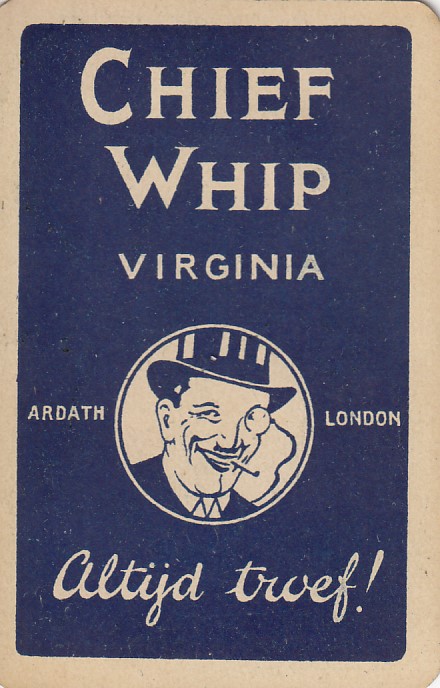 CHIEF
WHIP
VIRGINIA
ARDATH LONDON
Altijd troef!